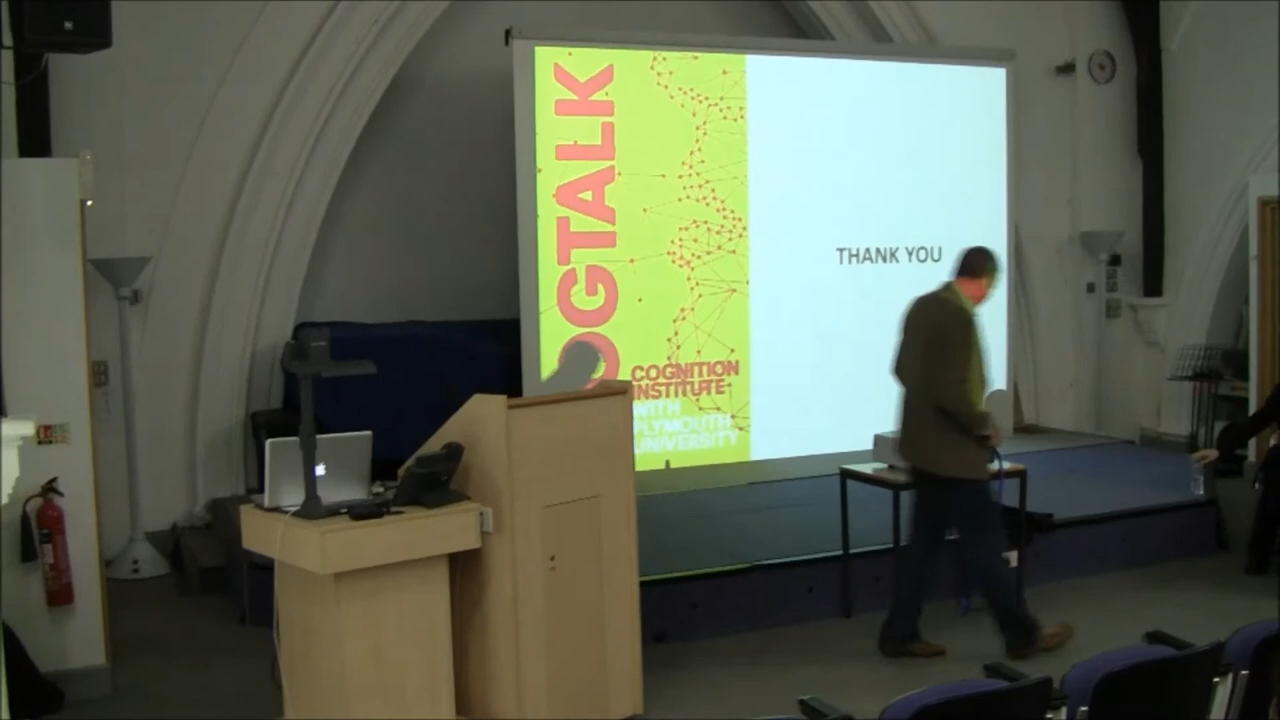 OGTALK
COGNITION
INSTITUTE
WITH
PLYMOUTH
UNIVERSITY
THANK YOU